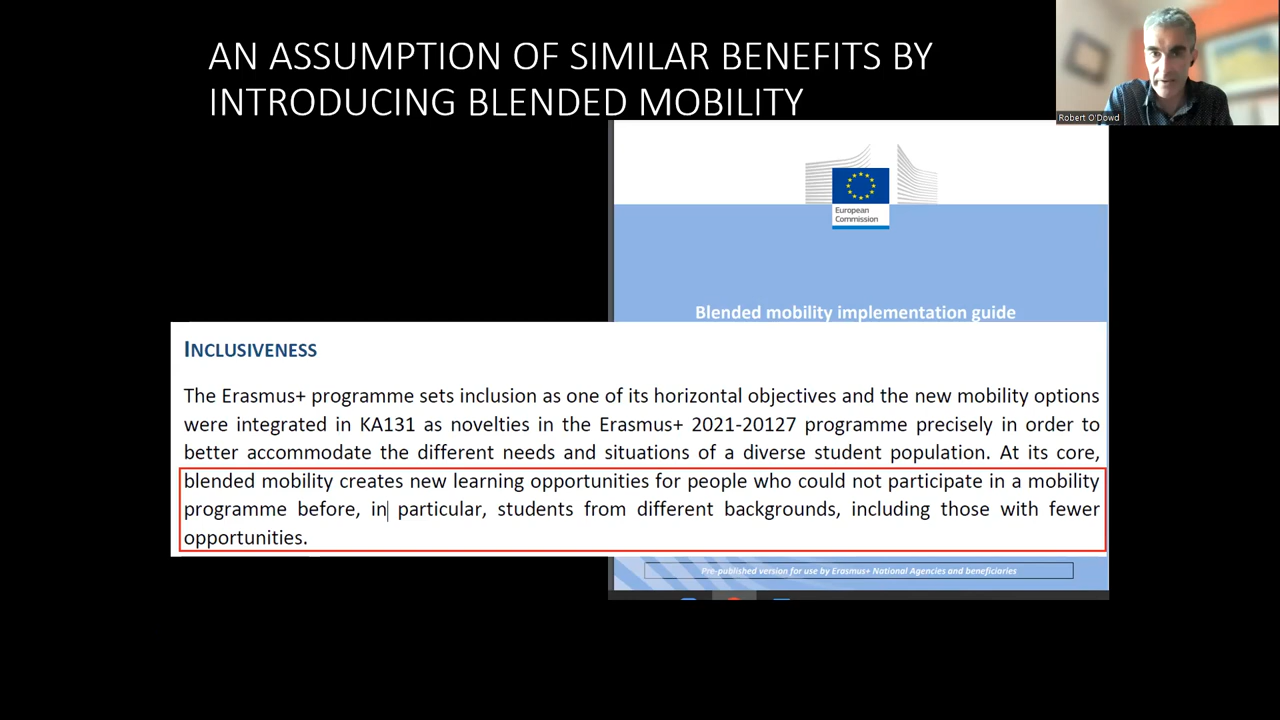 AN ASSUMPTION OF SIMILAR BENEFITS BY
INTRODUCING BLENDED MOBILITY
Robert O'Dowd
European
Commission
Blended mobility implementation guide
INCLUSIVENESS
The Erasmus+ programme sets inclusion as one of its horizontal objectives and the new mobility options
were integrated in KA131 as novelties in the Erasmus+ 2021-20127 programme precisely in order to
better accommodate the different needs and situations of a diverse student population. At its core,
blended mobility creates new learning opportunities for people who could not participate in a mobility
programme before, in particular, students from different backgrounds, including those with fewer
opportunities.
Pre-published version for use by Erasmus+ National Agencies and beneficiaries